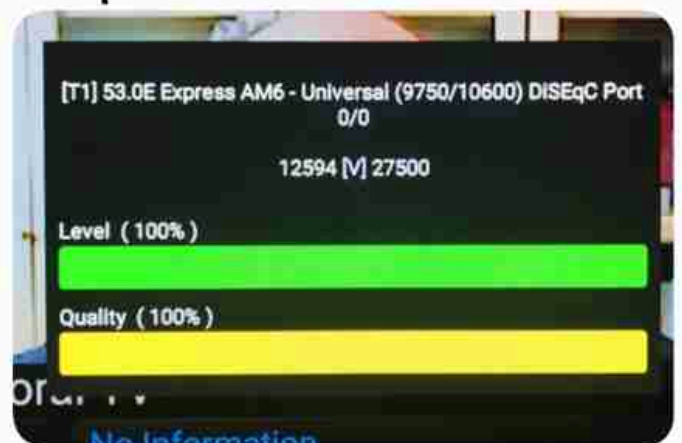 [T1] 53.0E Express AM6 - Universal (9750/10600) DISEqC Port
0/0
12594 [V] 27500
Level ( 100% )
Quality ( 100% )
No Information